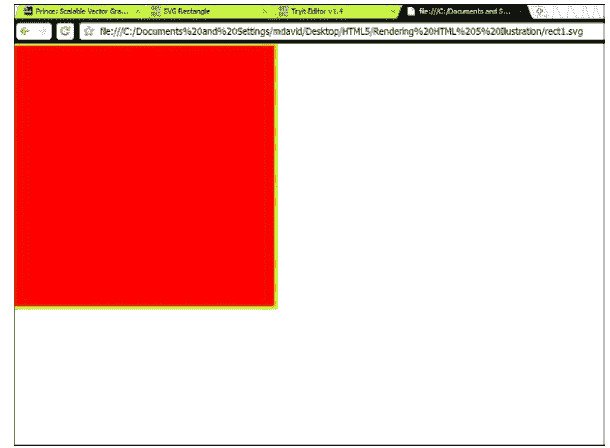 Prince: Scalable Vector Gra... SVG Rectangle Tryit Editor v1.4 file:///C:/Documents and S...
file:///C:/Documents%20and%20Settings/mdavid/Desktop/HTML5/Rendering%20HTML%205%20Illustration/rect1.svg